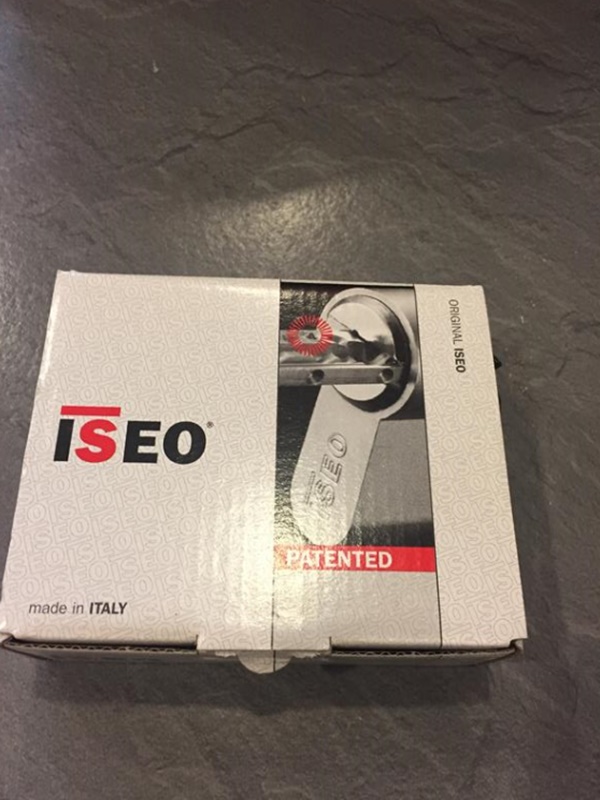 ISEO®
made in ITALY
ISEO
PATENTED
ORIGINAL ISEO